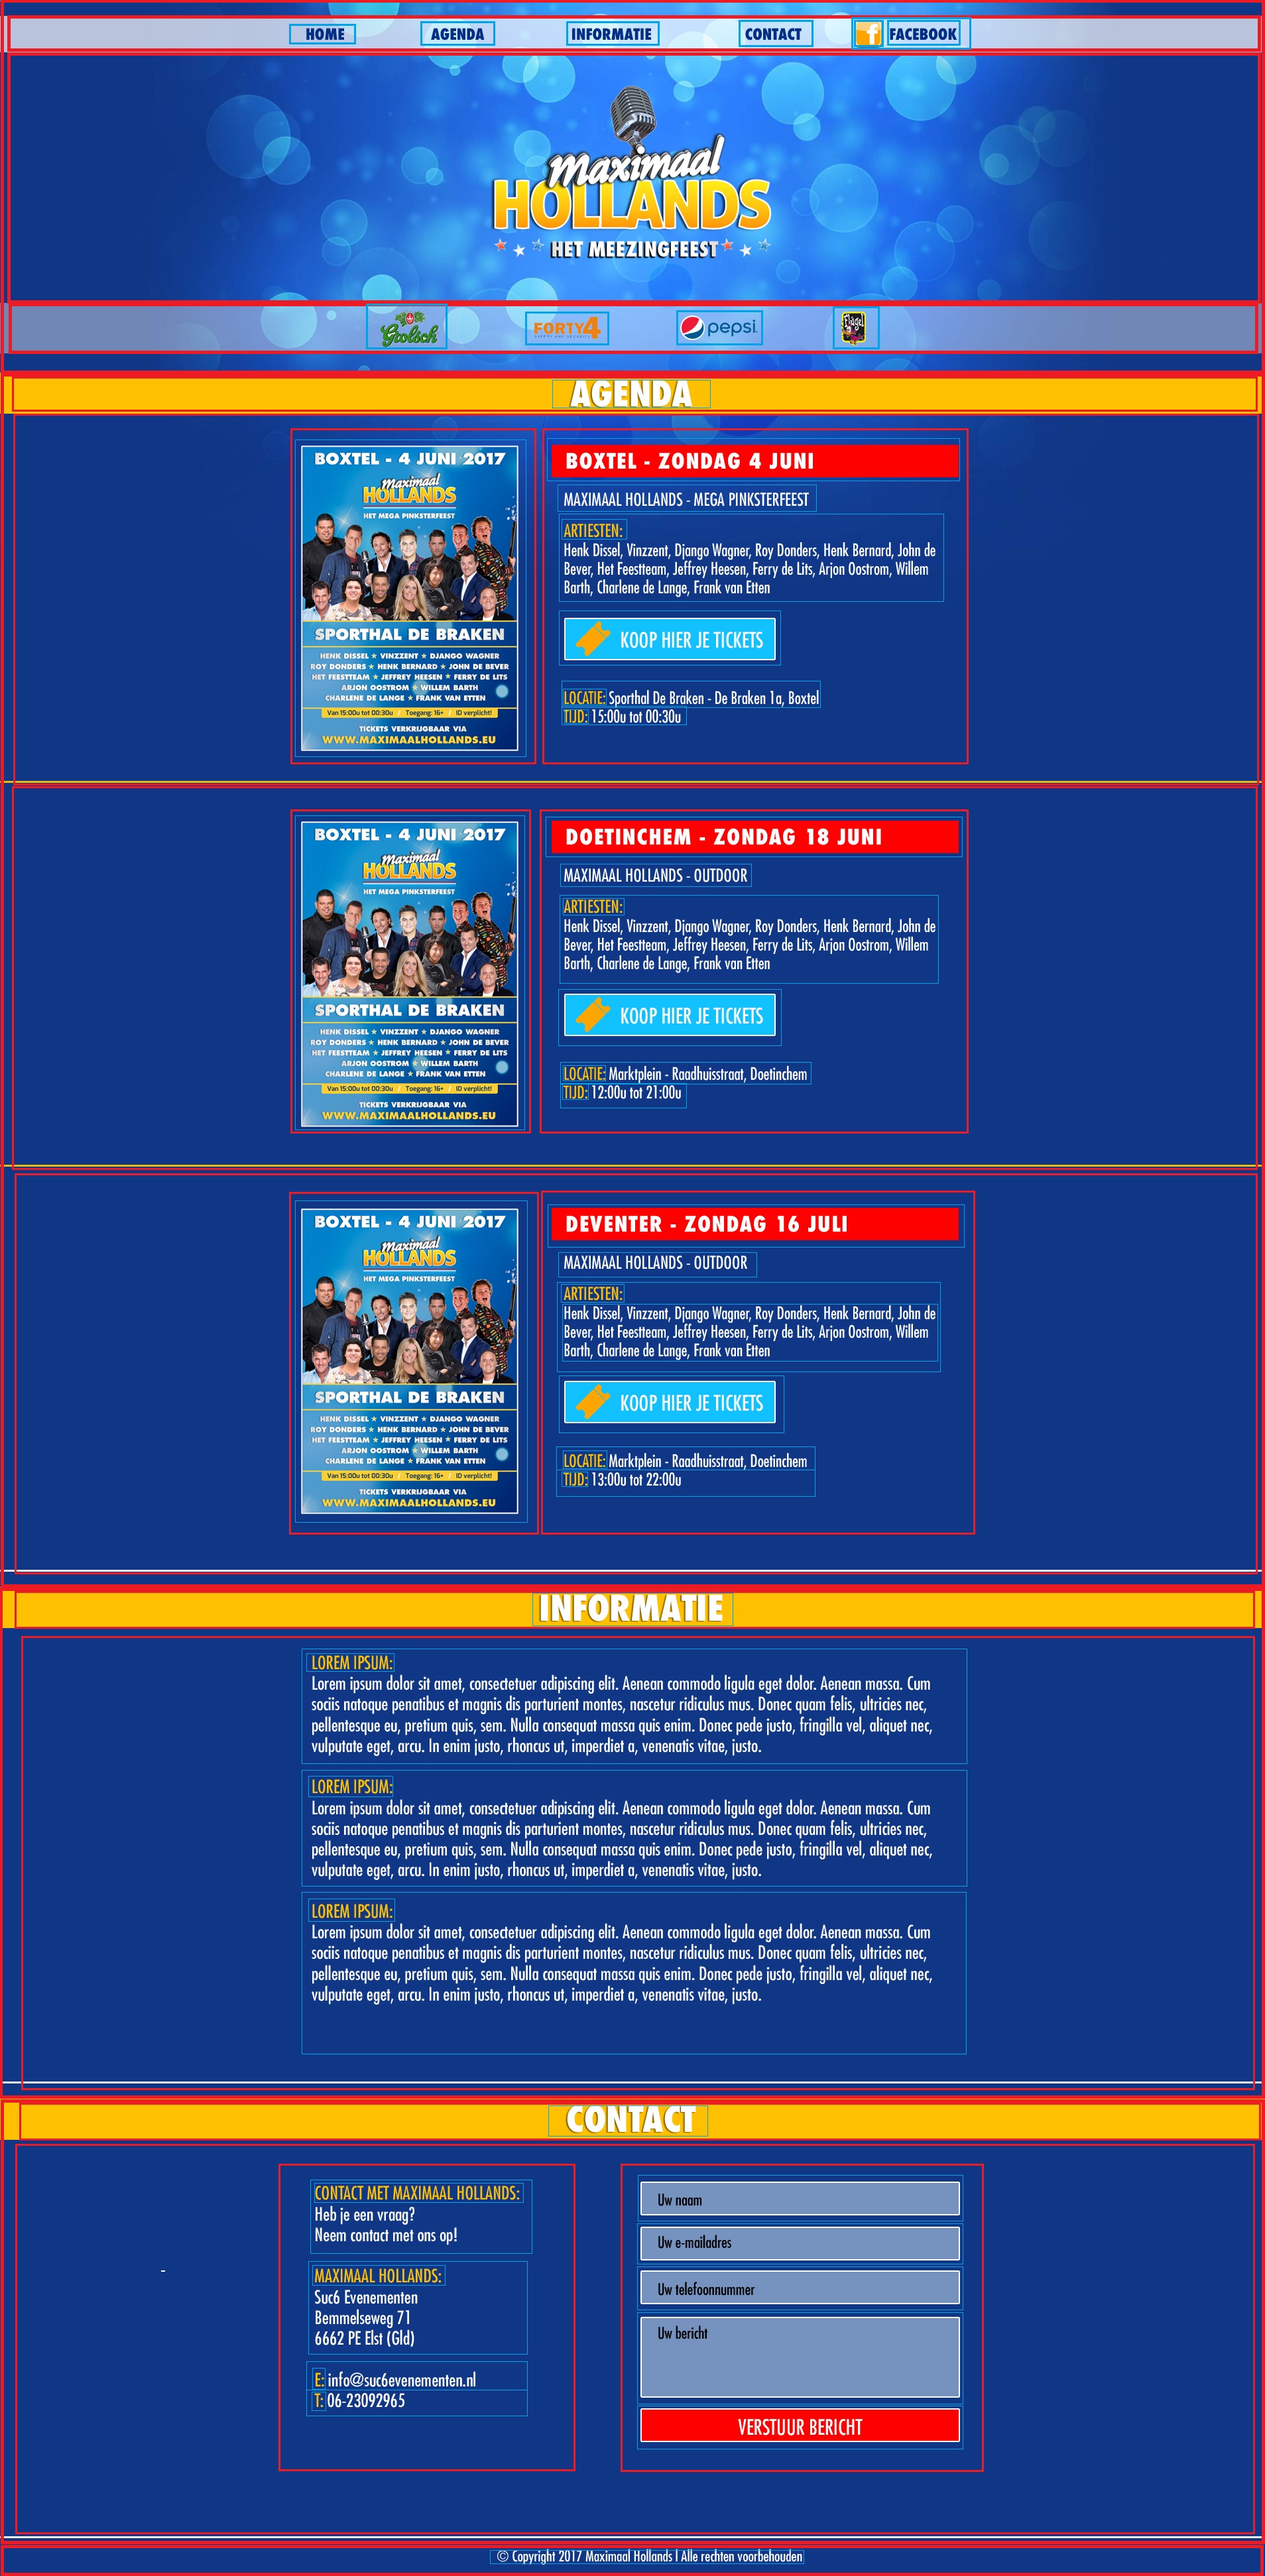 HOME AGENDA INFORMATIE CONTACT f FACEBOOK
Maximaal
HOLLANDS
HET MEEZINGFEEST
Grolsch FORTY4 pepsi Flügel
AGENDA
BOXTEL - 4 JUNI 2017
Maximaal
HOLLANDS
HET MEGA PINKSTERFEEST
SPORTHAL DE BRAKEN
HENK DISSEL ★ VINZZENT ★ DJANGO WAGNER
ROY DONDERS ★ HENK BERNARD ★ JOHN DE BEVER
HET FEESTTEAM ★ JEFFREY HEESEN ★ FERRY DE LITS
ARJON OOSTROM ★ WILLEM BARTH
CHARLENE DE LANGE ★ FRANK VAN ETTEN
Van 15:00u tot 00:30u / Toegang: 16+ / ID verplicht!
TICKETS VERKRIJGBAAR VIA
WWW.MAXIMAALHOLLANDS.EU
BOXTEL - ZONDAG 4 JUNI
MAXIMAAL HOLLANDS - MEGA PINKSTERFEEST
ARTIESTEN:
Henk Dissel, Vinzzent, Django Wagner, Roy Donders, Henk Bernard, John de
Bever, Het Feestteam, Jeffrey Heesen, Ferry de Lits, Arjon Oostrom, Willem
Barth, Charlene de Lange, Frank van Etten
KOOP HIER JE TICKETS
LOCATIE: Sporthal De Braken - De Braken 1a, Boxtel
TIJD: 15:00u tot 00:30u
BOXTEL - 4 JUNI 2017
Maximaal
HOLLANDS
HET MEGA PINKSTERFEEST
SPORTHAL DE BRAKEN
HENK DISSEL ★ VINZZENT ★ DJANGO WAGNER
ROY DONDERS ★ HENK BERNARD ★ JOHN DE BEVER
HET FEESTTEAM ★ JEFFREY HEESEN ★ FERRY DE LITS
ARJON OOSTROM ★ WILLEM BARTH
CHARLENE DE LANGE ★ FRANK VAN ETTEN
Van 15:00u tot 00:30u / Toegang: 16+ / ID verplicht!
TICKETS VERKRIJGBAAR VIA
WWW.MAXIMAALHOLLANDS.EU
DOETINCHEM - ZONDAG 18 JUNI
MAXIMAAL HOLLANDS - OUTDOOR
ARTIESTEN:
Henk Dissel, Vinzzent, Django Wagner, Roy Donders, Henk Bernard, John de
Bever, Het Feestteam, Jeffrey Heesen, Ferry de Lits, Arjon Oostrom, Willem
Barth, Charlene de Lange, Frank van Etten
KOOP HIER JE TICKETS
LOCATIE: Marktplein - Raadhuisstraat, Doetinchem
TIJD: 12:00u tot 21:00u
BOXTEL - 4 JUNI 2017
Maximaal
HOLLANDS
HET MEGA PINKSTERFEEST
SPORTHAL DE BRAKEN
HENK DISSEL ★ VINZZENT ★ DJANGO WAGNER
ROY DONDERS ★ HENK BERNARD ★ JOHN DE BEVER
HET FEESTTEAM ★ JEFFREY HEESEN ★ FERRY DE LITS
ARJON OOSTROM ★ WILLEM BARTH
CHARLENE DE LANGE ★ FRANK VAN ETTEN
Van 15:00u tot 00:30u / Toegang: 16+ / ID verplicht!
TICKETS VERKRIJGBAAR VIA
WWW.MAXIMAALHOLLANDS.EU
DEVENTER - ZONDAG 16 JULI
MAXIMAAL HOLLANDS - OUTDOOR
ARTIESTEN:
Henk Dissel, Vinzzent, Django Wagner, Roy Donders, Henk Bernard, John de
Bever, Het Feestteam, Jeffrey Heesen, Ferry de Lits, Arjon Oostrom, Willem
Barth, Charlene de Lange, Frank van Etten
KOOP HIER JE TICKETS
LOCATIE: Marktplein - Raadhuisstraat, Doetinchem
TIJD: 13:00u tot 22:00u
INFORMATIE
LOREM IPSUM:
Lorem ipsum dolor sit amet, consectetuer adipiscing elit. Aenean commodo ligula eget dolor. Aenean massa. Cum
sociis natoque penatibus et magnis dis parturient montes, nascetur ridiculus mus. Donec quam felis, ultricies nec,
pellentesque eu, pretium quis, sem. Nulla consequat massa quis enim. Donec pede justo, fringilla vel, aliquet nec,
vulputate eget, arcu. In enim justo, rhoncus ut, imperdiet a, venenatis vitae, justo.
LOREM IPSUM:
Lorem ipsum dolor sit amet, consectetuer adipiscing elit. Aenean commodo ligula eget dolor. Aenean massa. Cum
sociis natoque penatibus et magnis dis parturient montes, nascetur ridiculus mus. Donec quam felis, ultricies nec,
pellentesque eu, pretium quis, sem. Nulla consequat massa quis enim. Donec pede justo, fringilla vel, aliquet nec,
vulputate eget, arcu. In enim justo, rhoncus ut, imperdiet a, venenatis vitae, justo.
LOREM IPSUM:
Lorem ipsum dolor sit amet, consectetuer adipiscing elit. Aenean commodo ligula eget dolor. Aenean massa. Cum
sociis natoque penatibus et magnis dis parturient montes, nascetur ridiculus mus. Donec quam felis, ultricies nec,
pellentesque eu, pretium quis, sem. Nulla consequat massa quis enim. Donec pede justo, fringilla vel, aliquet nec,
vulputate eget, arcu. In enim justo, rhoncus ut, imperdiet a, venenatis vitae, justo.
CONTACT
CONTACT MET MAXIMAAL HOLLANDS:
Heb je een vraag?
Neem contact met ons op!
MAXIMAAL HOLLANDS:
Suc6 Evenementen
Bemmelseweg 71
6662 PE Elst (Gld)
E: info@suc6evenementen.nl
T: 06-23092965
Uw naam
Uw e-mailadres
Uw telefoonnummer
Uw bericht
VERSTUUR BERICHT
-
© Copyright 2017 Maximaal Hollands | Alle rechten voorbehouden